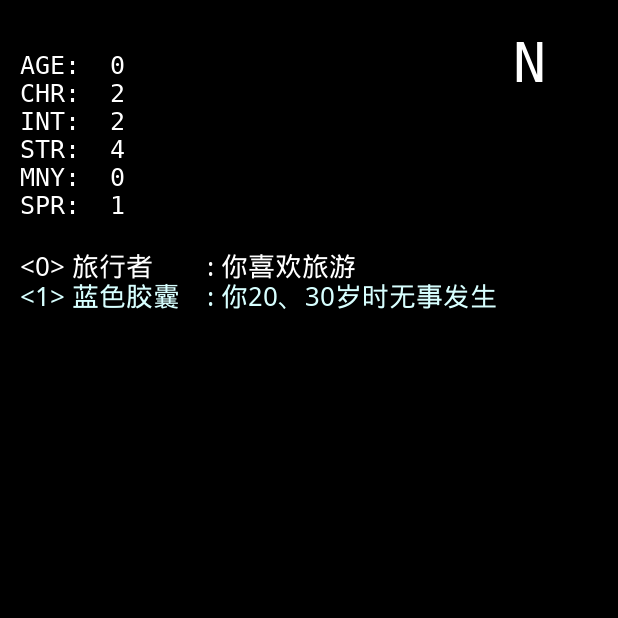 N
AGE: 0
CHR: 2
INT: 2
STR: 4
MNY: 0
SPR: 1
<0> 旅行者 : 你喜欢旅游
<1> 蓝色胶囊 : 你20、30岁时无事发生